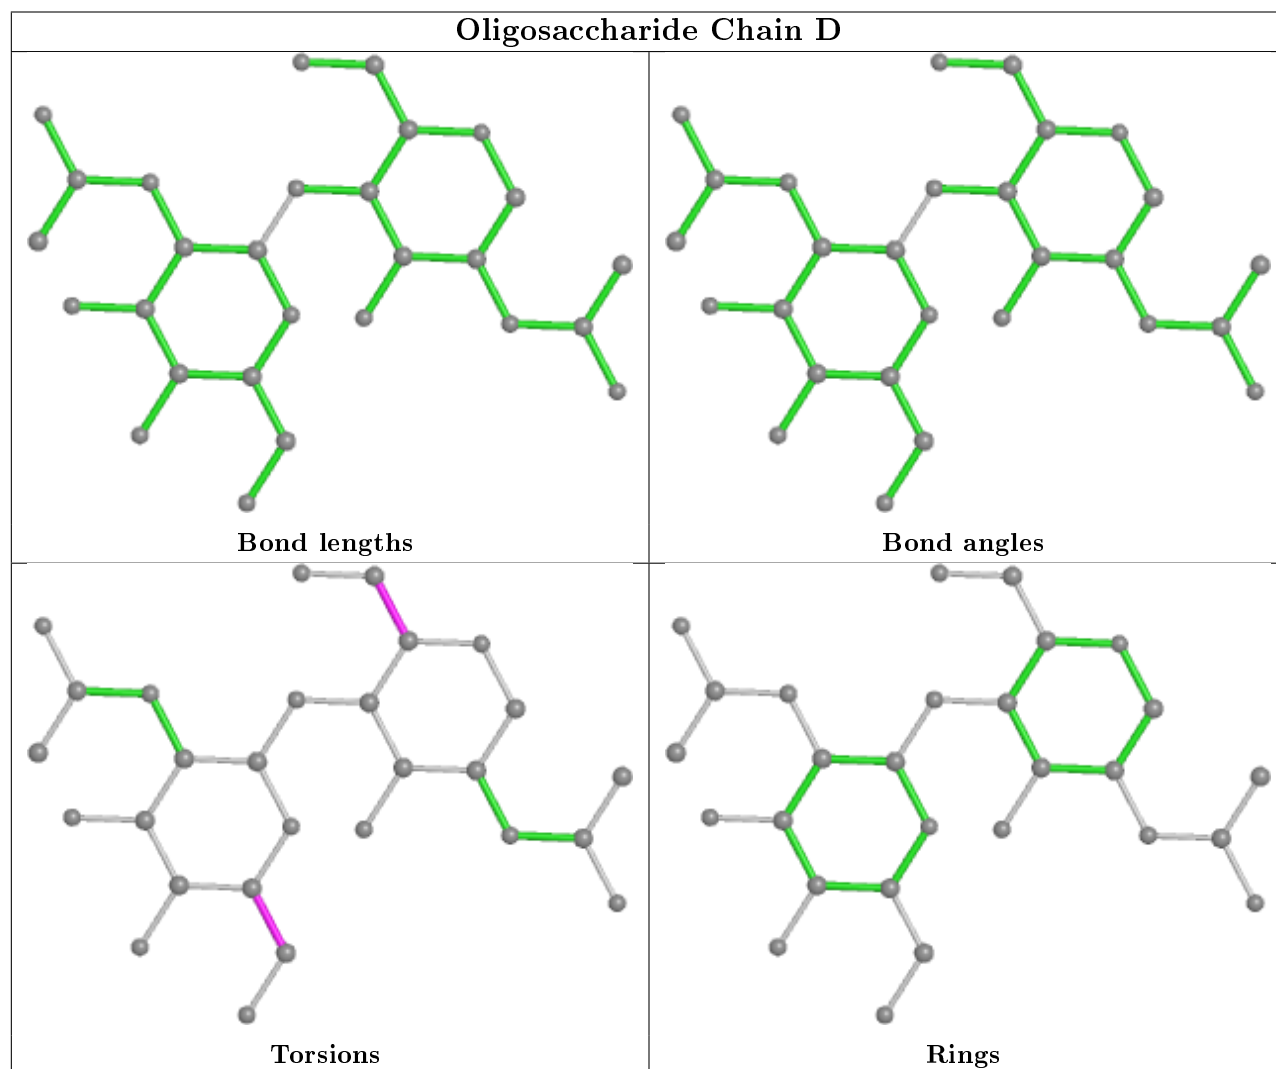 Oligosaccharide Chain D
Bond lengths
Bond angles
Torsions
Rings